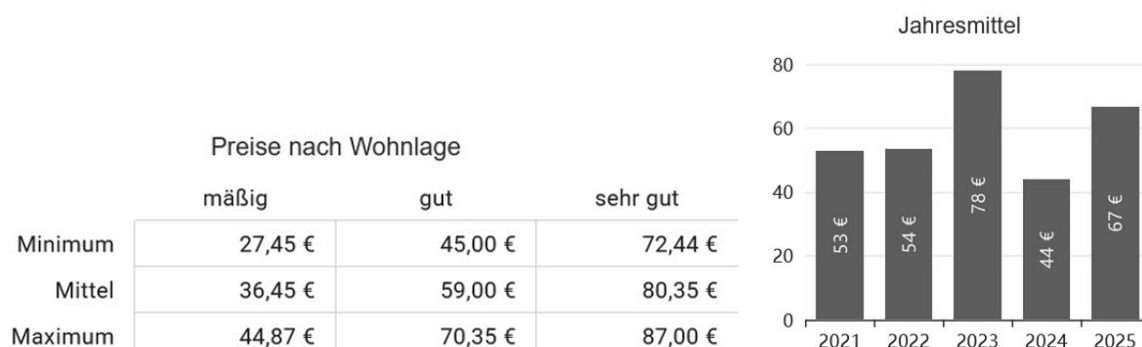 Preise nach Wohnlage
mäßig gut sehr gut
Minimum 27,45 € 45,00 € 72,44 €
Mittel 36,45 € 59,00 € 80,35 €
Maximum 44,87 € 70,35 € 87,00 €
Jahresmittel
80
60
40
20
0
53 € 54 € 78 € 44 € 67 €
2021 2022 2023 2024 2025